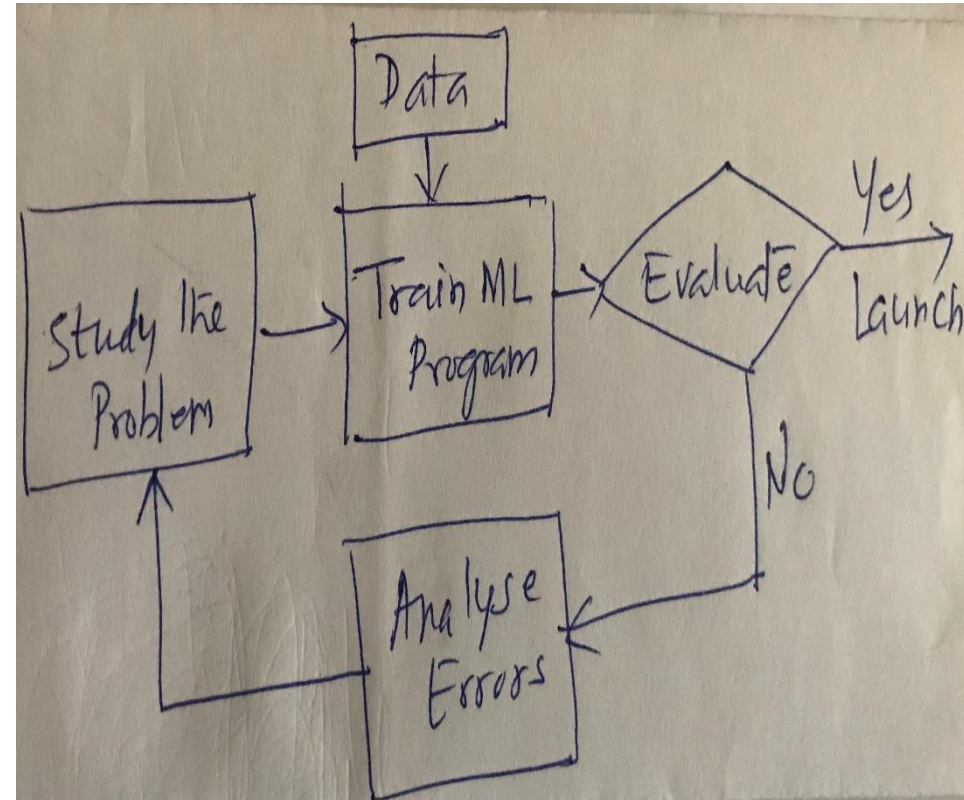 Data
Study the
Problem
Train ML
Program
Evaluate
Yes
Launch
No
Analyse
Errors